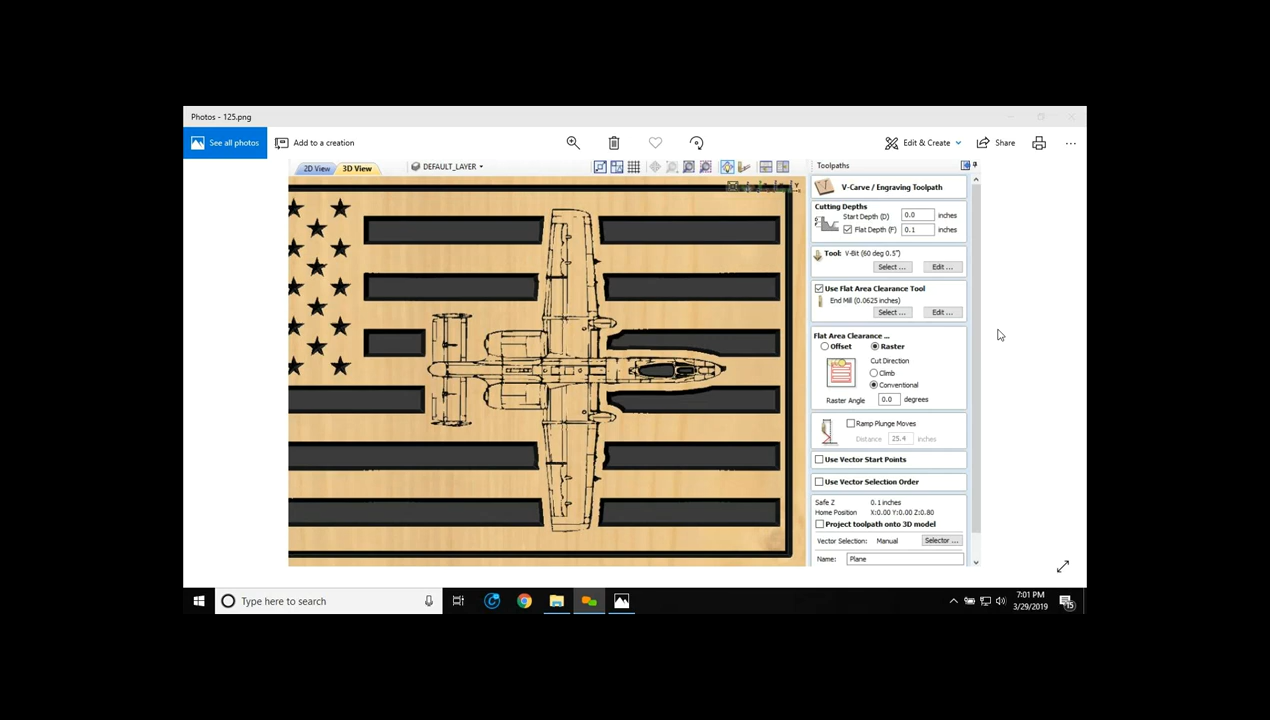 Photos - 125.png
See all photos
Add to a creation
Edit & Create
Share
2D View
3D View
DEFAULT_LAYER
Toolpaths
V-Carve / Engraving Toolpath
Cutting Depths
Start Depth (D) 0.0 inches
Flat Depth (F) 0.1 inches
Tool: V-Bit (60 deg 0.5")
Select ... Edit ...
Use Flat Area Clearance Tool
End Mill (0.0625 inches)
Select ... Edit ...
Flat Area Clearance ...
Offset Raster
Cut Direction
Climb
Conventional
Raster Angle 0.0 degrees
Ramp Plunge Moves
Distance 25.4 inches
Use Vector Start Points
Use Vector Selection Order
Safe Z 0.1 inches
Home Position X:0.00 Y:0.00 Z:0.80
Project toolpath onto 3D model
Vector Selection: Manual Selector ...
Name: Plane
Type here to search
7:01 PM
3/29/2019
15